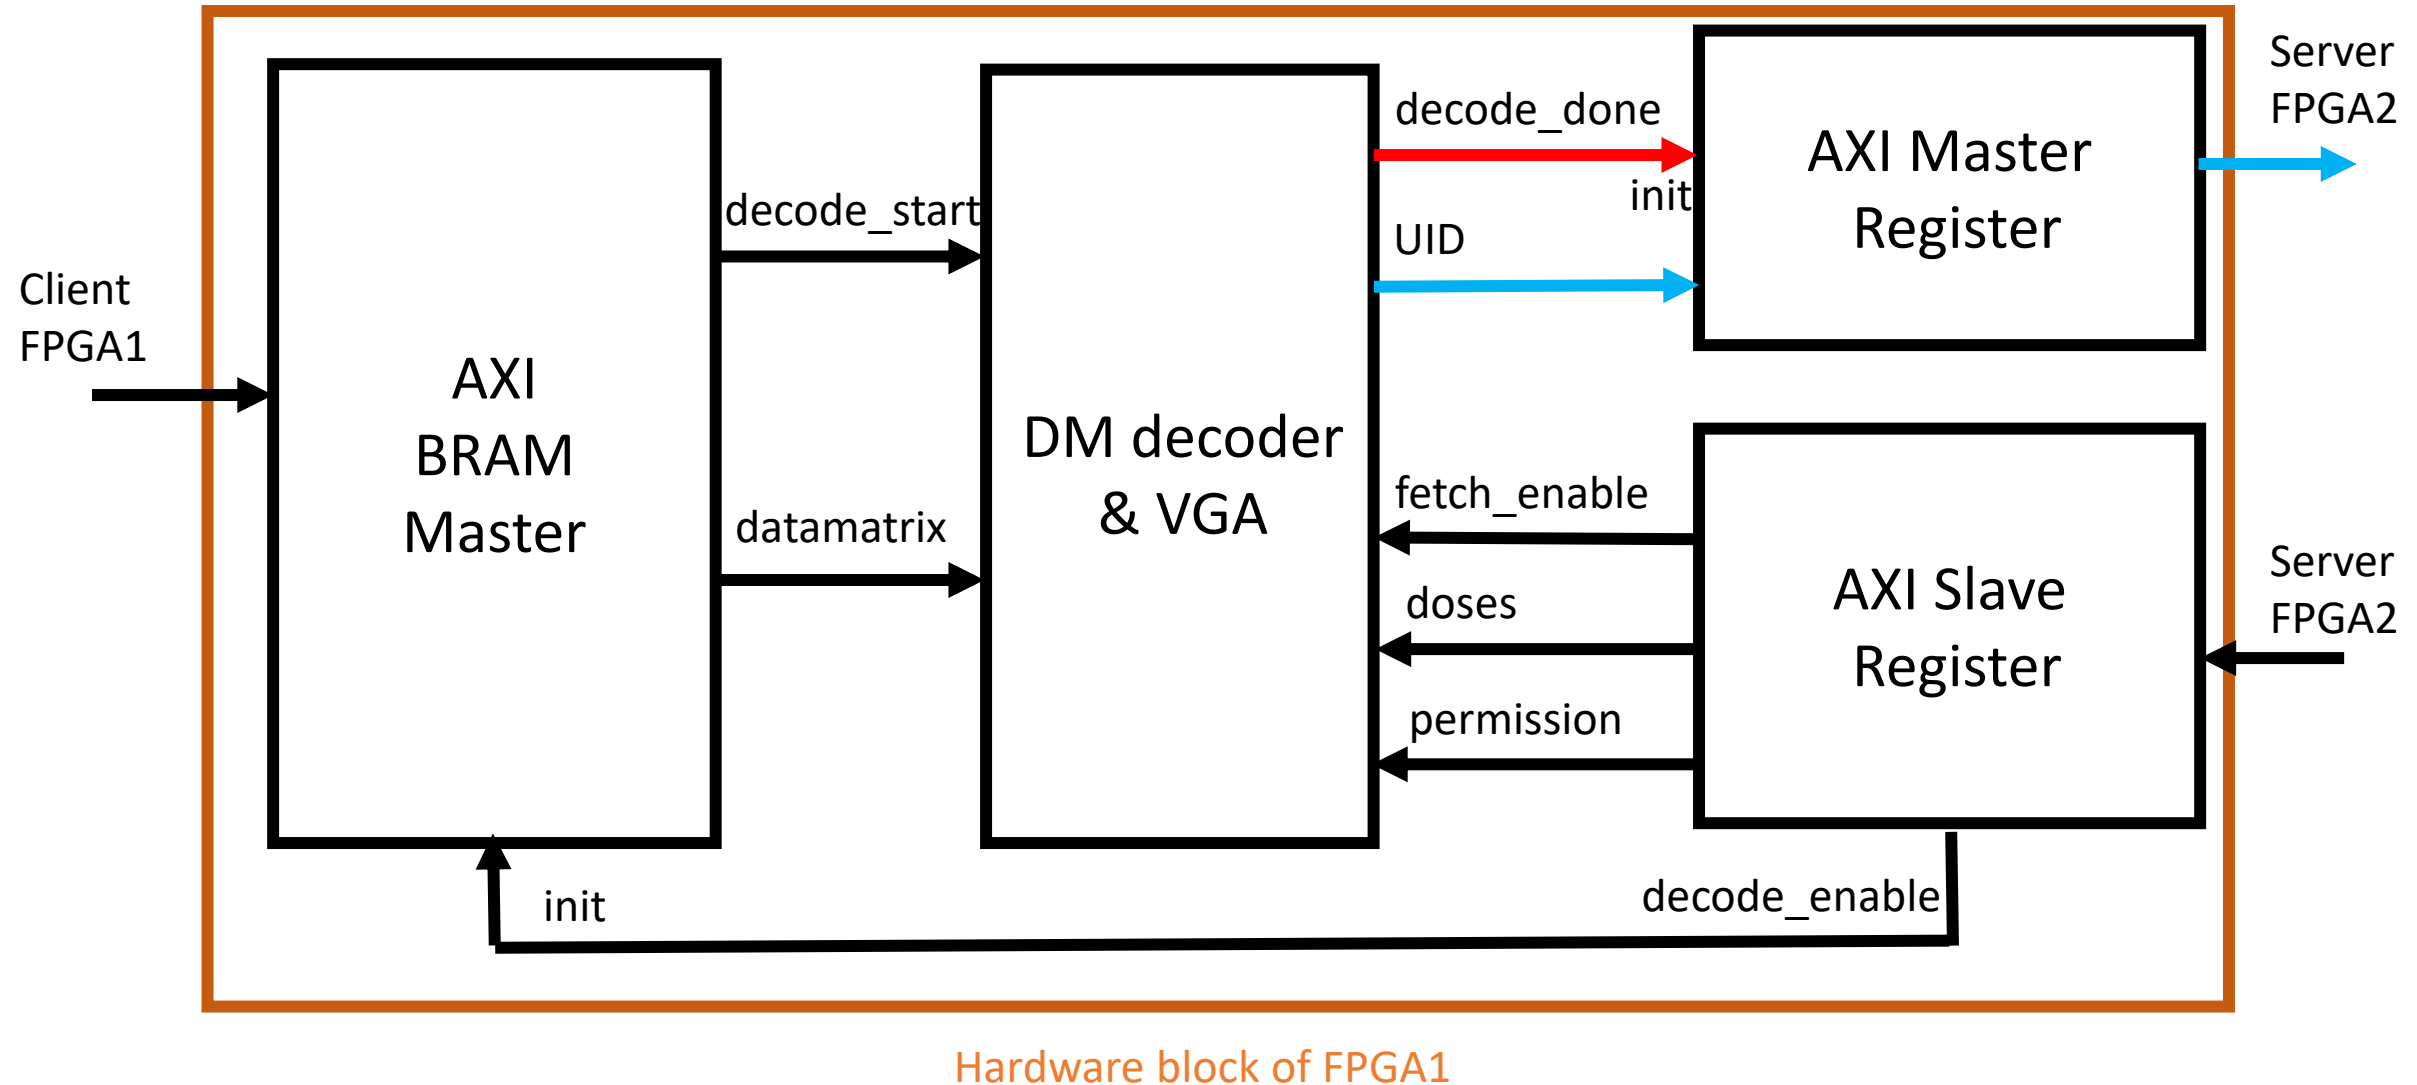 Client
FPGA1
AXI
BRAM
Master
decode_start
datamatrix
DM decoder
& VGA
decode_done
init
UID
AXI Master
Register
Server
FPGA2
fetch_enable
doses
permission
AXI Slave
Register
Server
FPGA2
init
decode_enable
Hardware block of FPGA1